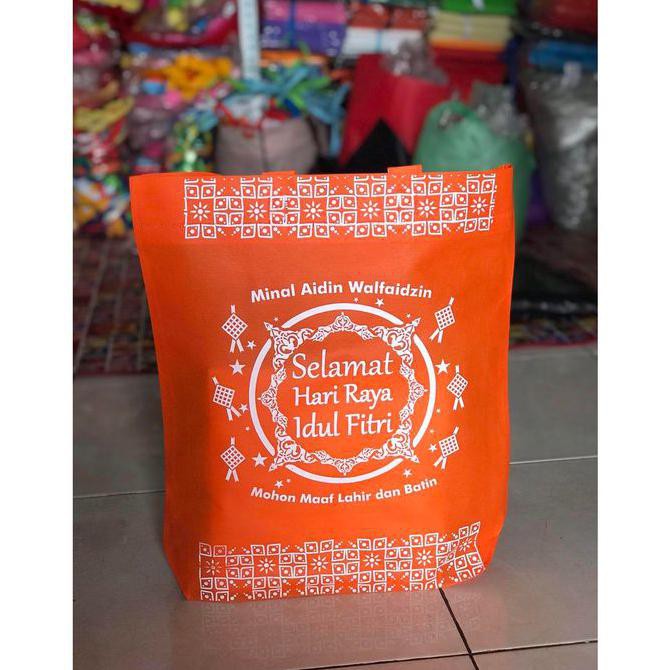 Minal Aidin Walfaidzin
Selamat
Hari Raya
Idul Fitri
Mohon Maaf Lahir dan Batin